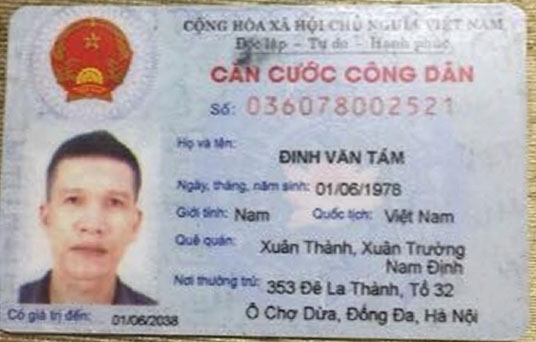 CỘNG HÒA XÃ HỘI CHỦ NGHĨA VIỆT NAM
Độc lập - Tự do - Hạnh phúc
CĂN CƯỚC CÔNG DÂN
Số: 036078002521
Họ và tên:
ĐINH VĂN TÁM
Ngày, tháng, năm sinh: 01/06/1978
Giới tính: Nam Quốc tịch: Việt Nam
Quê quán: Xuân Thành, Xuân Trường
Nam Định
Nơi thường trú: 353 Đê La Thành, Tổ 32
Ô Chợ Dừa, Đống Đa, Hà Nội
Có giá trị đến: 01/06/2038